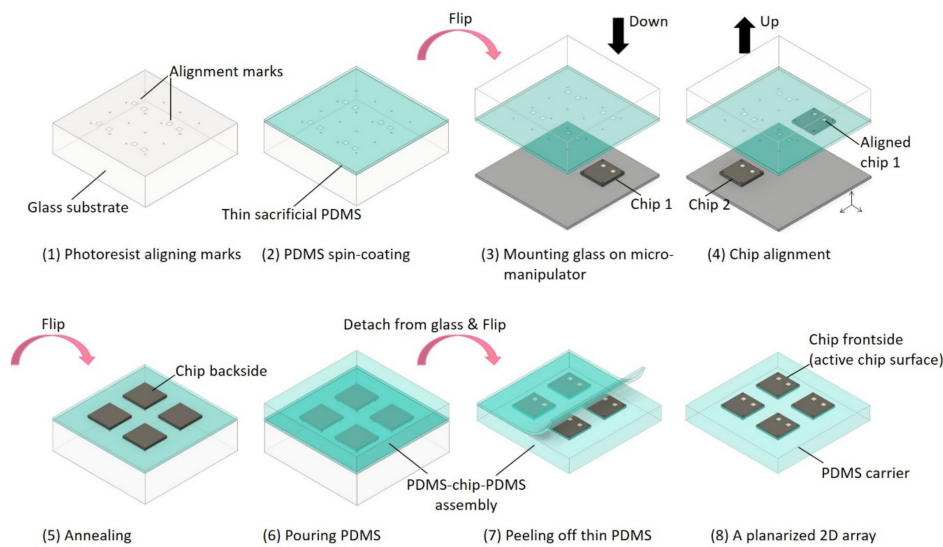 Alignment marks
Glass substrate
(1) Photoresist aligning marks
Thin sacrificial PDMS
(2) PDMS spin-coating
Flip
Down
Chip 1
(3) Mounting glass on micro-
manipulator
Up
Aligned
chip 1
Chip 2
(4) Chip alignment
Flip
Chip backside
(5) Annealing
PDMS-chip-PDMS
assembly
(6) Pouring PDMS
Detach from glass & Flip
(7) Peeling off thin PDMS
Chip frontside
(active chip surface)
PDMS carrier
(8) A planarized 2D array